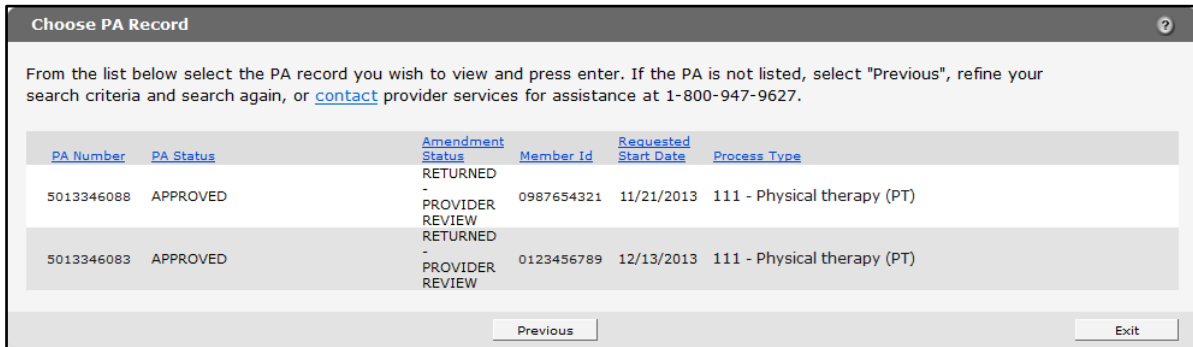 Choose PA Record
?
From the list below select the PA record you wish to view and press enter. If the PA is not listed, select "Previous", refine your
search criteria and search again, or contact provider services for assistance at 1-800-947-9627.
PA Number PA Status Amendment Status Member Id Requested Start Date Process Type
5013346088 APPROVED RETURNED - PROVIDER REVIEW 0987654321 11/21/2013 111 - Physical therapy (PT)
5013346083 APPROVED RETURNED - PROVIDER REVIEW 0123456789 12/13/2013 111 - Physical therapy (PT)
Previous Exit